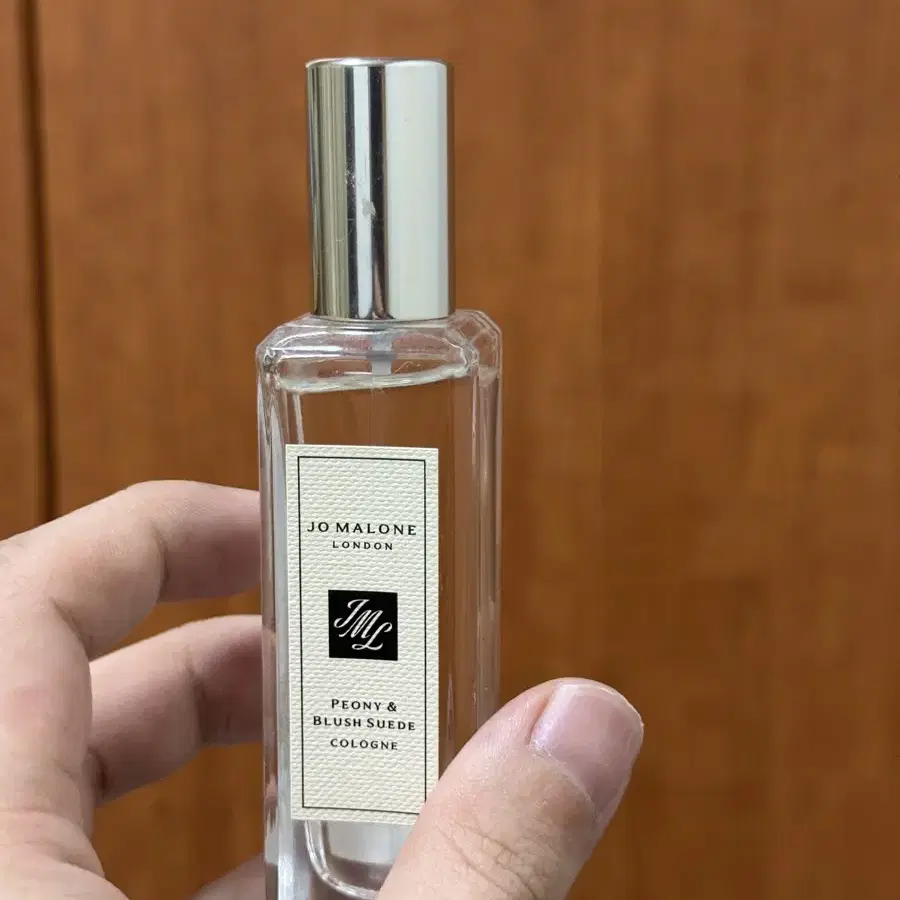 JO MALONE
LONDON
JML
PEONY &
BLUSH SUEDE
COLOGNE